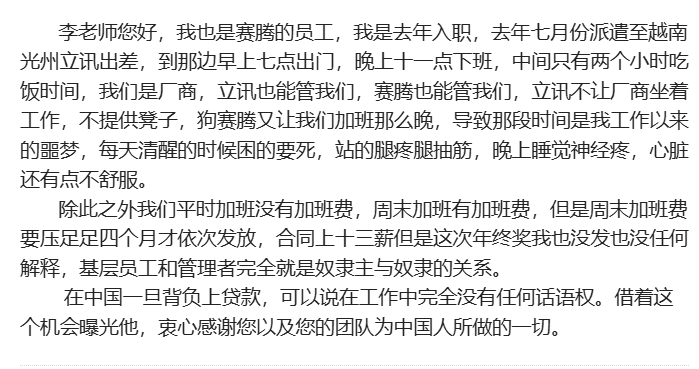 李老师您好，我也是赛腾的员工，我是去年入职，去年七月份派遣至越南
光州立讯出差，到那边早上七点出门，晚上十一点下班，中间只有两个小时吃
饭时间，我们是厂商，立讯也能管我们，赛腾也能管我们，立讯不让厂商坐着
工作，不提供凳子，狗赛腾又让我们加班那么晚，导致那段时间是我工作以来
的噩梦，每天清醒的时候困的要死，站的腿疼腿抽筋，晚上睡觉神经疼，心脏
还有点不舒服。
除此之外我们平时加班没有加班费，周末加班有加班费，但是周末加班费
要压足足四个月才依次发放，合同上十三薪但是这次年终奖我也没发也没任何
解释，基层员工和管理者完全就是奴隶主与奴隶的关系。
在中国一旦背负上贷款，可以说在工作中完全没有任何话语权。借着这
个机会曝光他，衷心感谢您以及您的团队为中国人所做的一切。